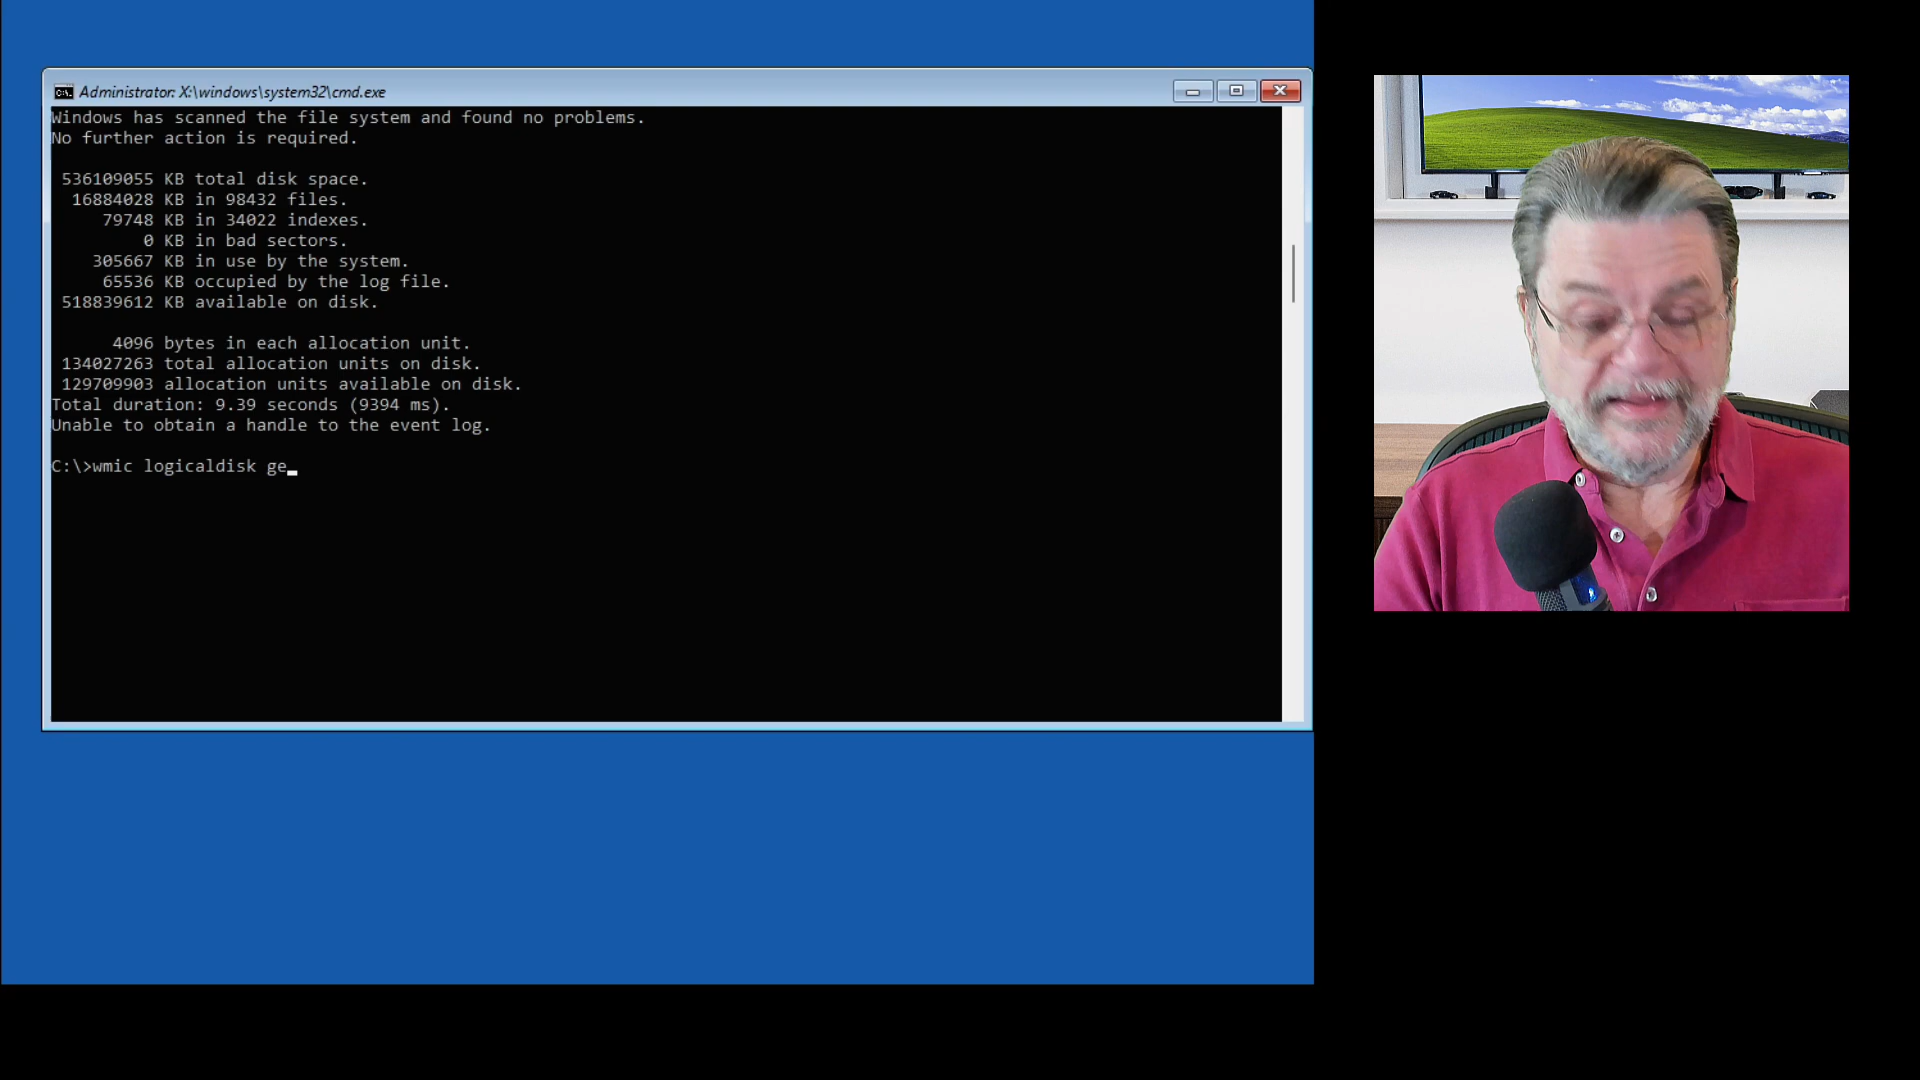 Administrator: X:\windows\system32\cmd.exe
Windows has scanned the file system and found no problems.
No further action is required.
536109055 KB total disk space.
16884028 KB in 98432 files.
79748 KB in 34022 indexes.
0 KB in bad sectors.
305667 KB in use by the system.
65536 KB occupied by the log file.
518839612 KB available on disk.
4096 bytes in each allocation unit.
134027263 total allocation units on disk.
129709903 allocation units available on disk.
Total duration: 9.39 seconds (9394 ms).
Unable to obtain a handle to the event log.
C:\>wmic logicaldisk ge_